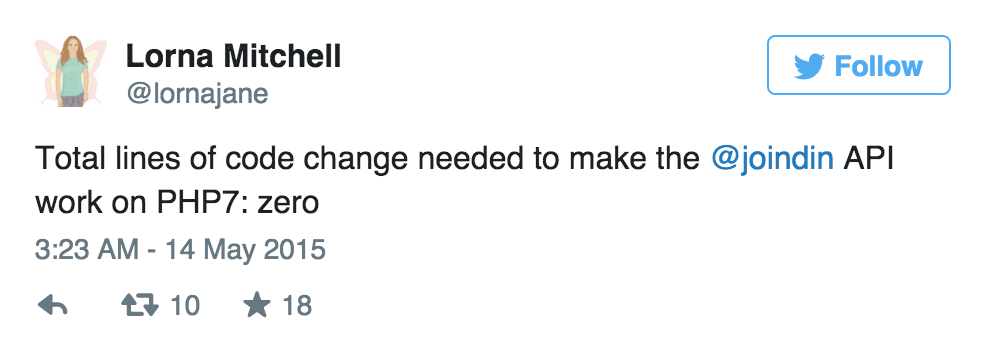 Lorna Mitchell
@lornajane
Follow
Total lines of code change needed to make the @joindin API
work on PHP7: zero
3:23 AM - 14 May 2015
10 18